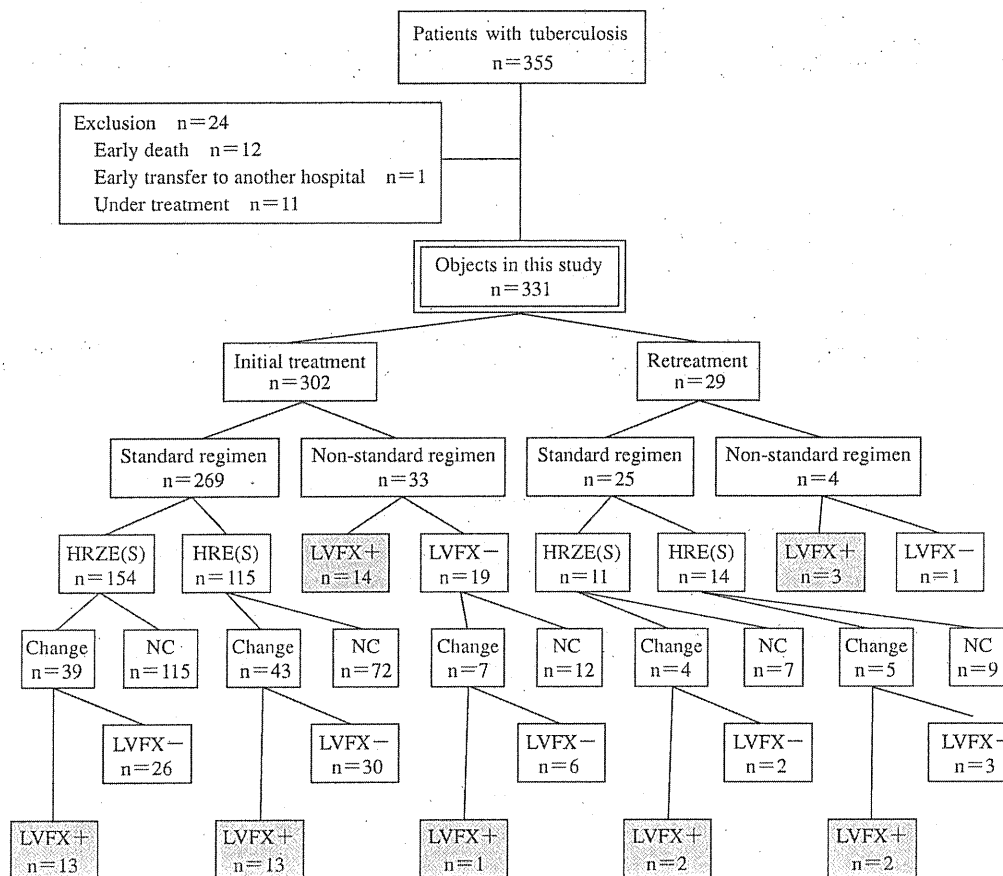 Patients with tuberculosis
n=355
Exclusion n=24
Early death n=12
Early transfer to another hospital n=1
Under treatment n=11
Objects in this study
n=331
Initial treatment
n=302
Retreatment
n=29
Standard regimen
n=269
Non-standard regimen
n=33
Standard regimen
n=25
Non-standard regimen
n=4
HRZE(S)
n=154
HRE(S)
n=115
LVFX+
n=14
LVFX−
n=19
HRZE(S)
n=11
HRE(S)
n=14
LVFX+
n=3
LVFX−
n=1
Change
n=39
NC
n=115
Change
n=43
NC
n=72
Change
n=7
NC
n=12
Change
n=4
NC
n=7
Change
n=5
NC
n=9
LVFX−
n=26
LVFX−
n=30
LVFX−
n=6
LVFX−
n=2
LVFX−
n=3
LVFX+
n=13
LVFX+
n=13
LVFX+
n=1
LVFX+
n=2
LVFX+
n=2